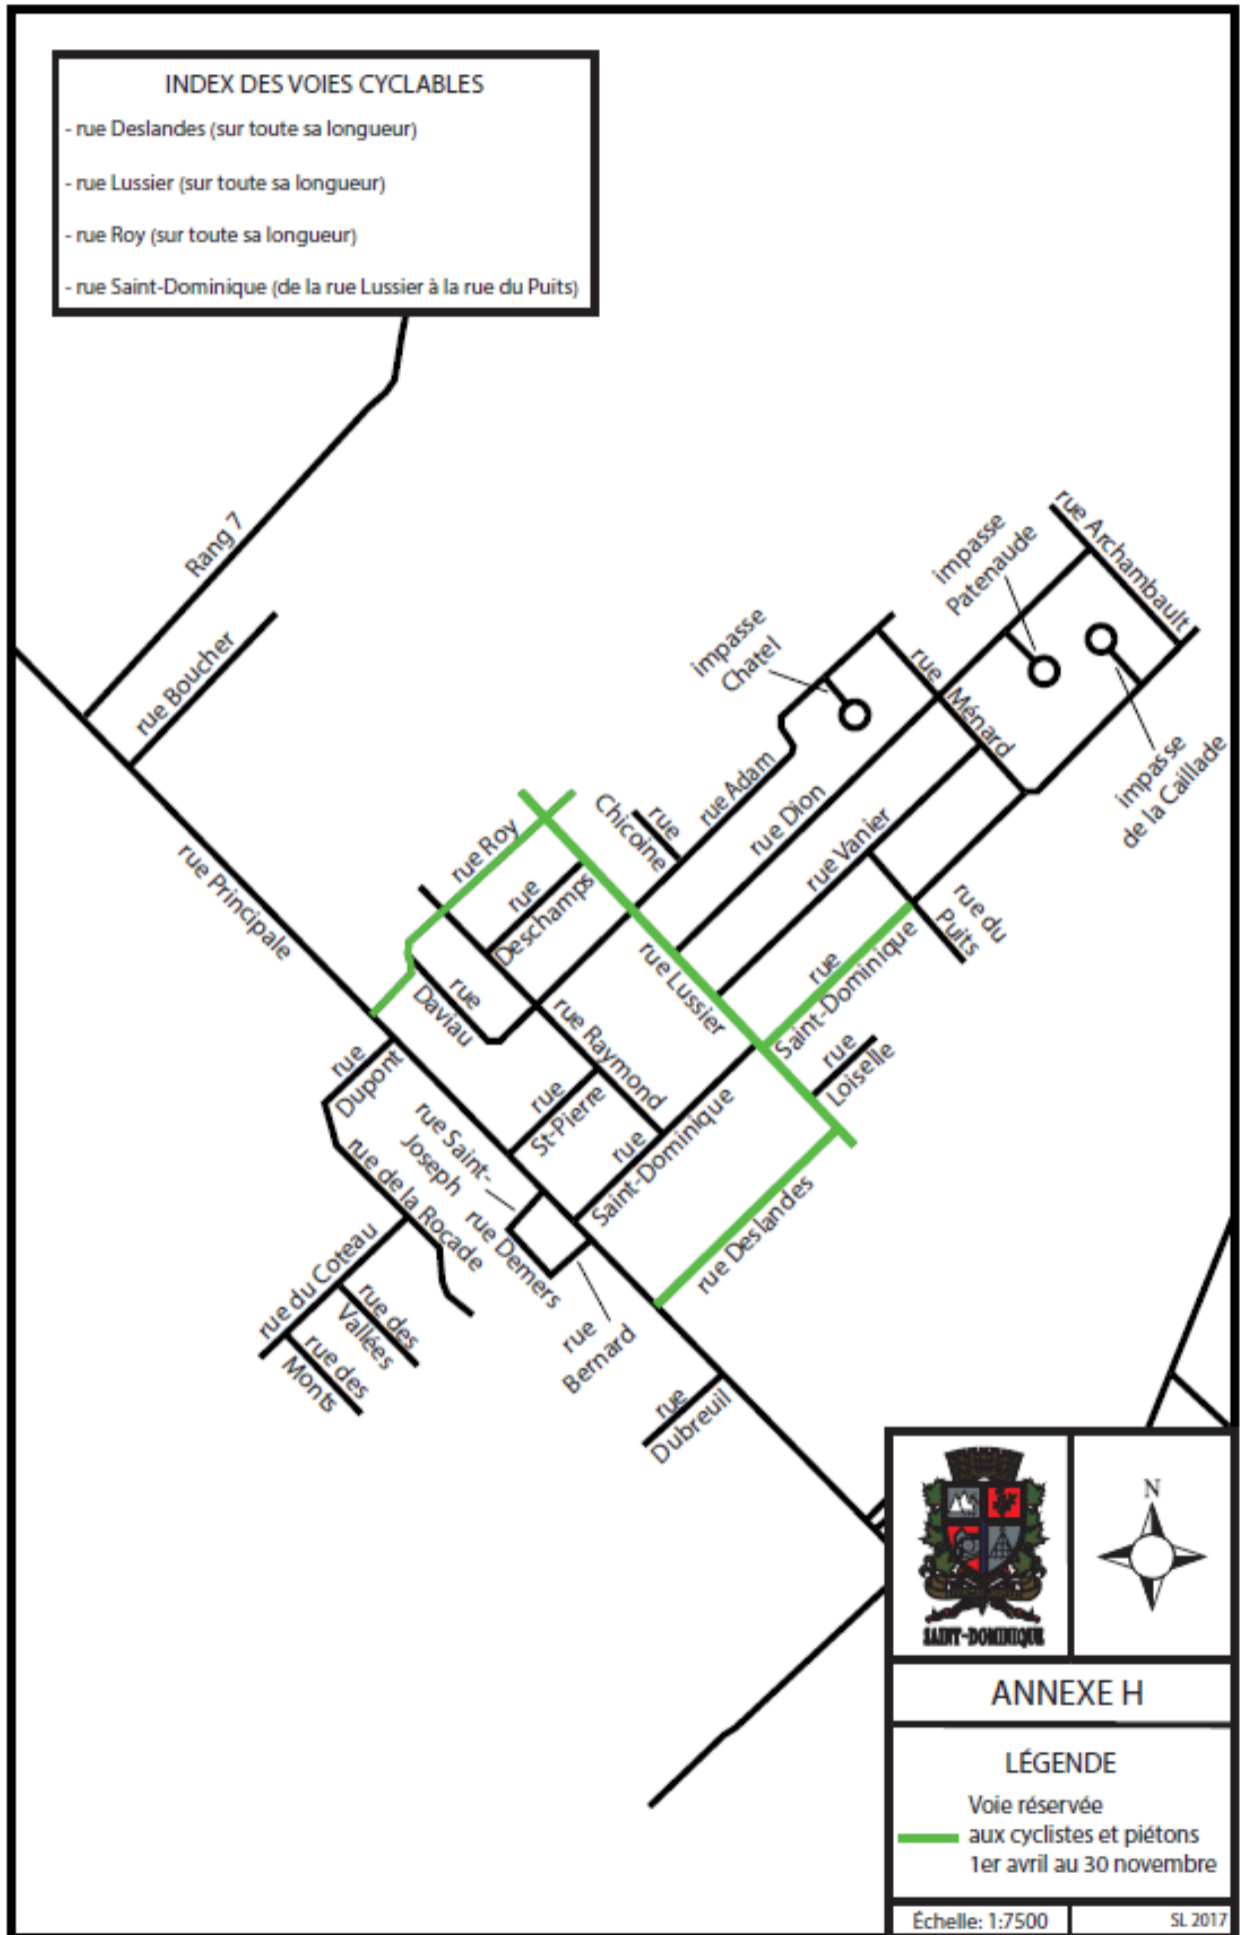 INDEX DES VOIES CYCLABLES
- rue Deslandes (sur toute sa longueur)
- rue Lussier (sur toute sa longueur)
- rue Roy (sur toute sa longueur)
- rue Saint-Dominique (de la rue Lussier à la rue du Puits)
Rang 7
rue Boucher
rue Principale
rue Archambault
impasse
Patenaude
impasse
Chatel
rue
Ménard
impasse
de la Caillade
rue Adam
rue
Chicoine
rue Dion
rue Vanier
rue Roy
rue
Deschamps
rue du
Puits
rue Lussier
rue
Saint-Dominique
rue
Daviau
rue Raymond
rue
Loiselle
rue
Dupont
rue
St-Pierre
rue Saint-
Joseph
rue
Saint-Dominique
rue de la Rocade
rue Demers
rue Deslandes
rue du Coteau
rue des
Vallées
rue des
Monts
rue
Bernard
rue
Dubreuil
N
SAINT-DOMINIQUE
ANNEXE H
LÉGENDE
Voie réservée
aux cyclistes et piétons
1er avril au 30 novembre
Échelle: 1:7500
SL 2017